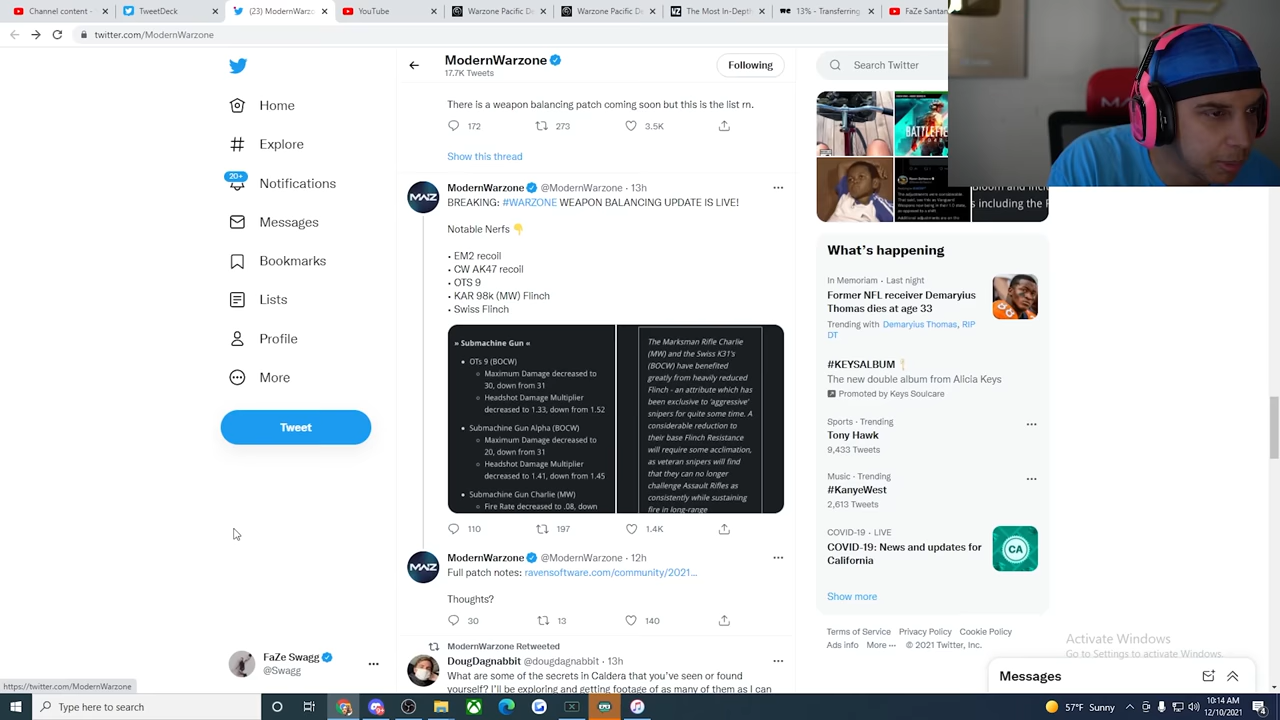 Channel conte
TweetDeck
(23) ModernWarz
YouTube
Warzone Pacific De
Warzone Pacific De
The Most In-Depth
13% - Transferring
FaZe Santan
twitter.com/ModernWarzone
ModernWarzone
17.7K Tweets
Following
Search Twitter
Home
Explore
20+
Notifications
Messages
Bookmarks
Lists
Profile
More
Tweet
FaZe Swagg
@Swagg
https://twitter.com/ModernWarzone
There is a weapon balancing patch coming soon but this is the list rn.
172 273 3.5K
Show this thread
ModernWarzone @ModernWarzone · 13h
BREAKING: #WARZONE WEAPON BALANCING UPDATE IS LIVE!
Notable Nerfs
• EM2 recoil
• CW AK47 recoil
• OTS 9
• KAR 98k (MW) Flinch
• Swiss Flinch
» Submachine Gun «
OTs 9 (BOCW)
Maximum Damage decreased to
30, down from 31
Headshot Damage Multiplier
decreased to 1.33, down from 1.52
Submachine Gun Alpha (BOCW)
Maximum Damage decreased to
20, down from 31
Headshot Damage Multiplier
decreased to 1.41, down from 1.45
Submachine Gun Charlie (MW)
Fire Rate decreased to .08, down
The Marksman Rifle Charlie
(MW) and the Swiss K31's
(BOCW) have benefited
greatly from heavily reduced
Flinch - an attribute which has
been exclusive to 'aggressive'
snipers for quite some time. A
considerable reduction to
their base Flinch Resistance
will require some acclimation,
as veteran snipers will find
that they can no longer
challenge Assault Rifles as
consistently while sustaining
fire in long-range
110 197 1.4K
ModernWarzone @ModernWarzone · 12h
Full patch notes: ravensoftware.com/community/2021...
Thoughts?
30 13 140
ModernWarzone Retweeted
DougDagnabbit @dougdagnabbit · 13h
What are some of the secrets in Caldera that you've seen or found
yourself? I'll be exploring and getting footage of as many of them as I can
BATTLEFIELD
Bloom and incl
s including the F
What's happening
In Memoriam · Last night
Former NFL receiver Demaryius
Thomas dies at age 33
Trending with Demaryius Thomas, RIP
DT
#KEYSALBUM
The new double album from Alicia Keys
Promoted by Keys Soulcare
Sports · Trending
Tony Hawk
9,433 Tweets
Music · Trending
#KanyeWest
2,613 Tweets
COVID-19 · LIVE
COVID-19: News and updates for
California
CA
Show more
Terms of Service Privacy Policy Cookie Policy
Ads info More ··· © 2021 Twitter, Inc.
Activate Windows
Go to Settings to activate Windows.
Messages
Type here to search
57°F Sunny
10:14 AM
12/10/2021